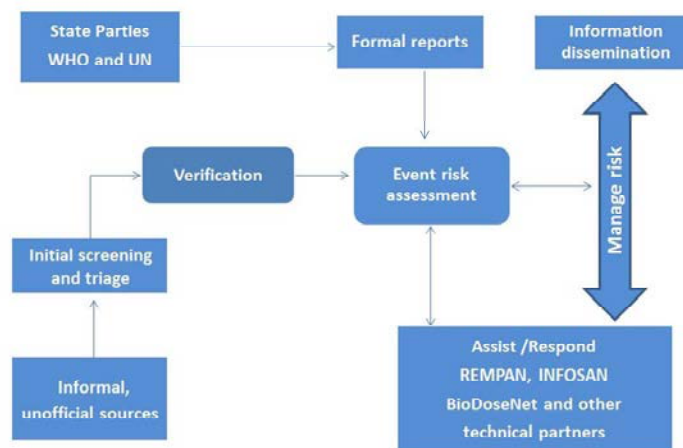 State Parties
WHO and UN
Formal reports
Information
dissemination
Verification
Event risk
assessment
Manage risk
Initial screening
and triage
Informal,
unofficial sources
Assist /Respond
REMPAN, INFOSAN
BioDoseNet and other
technical partners